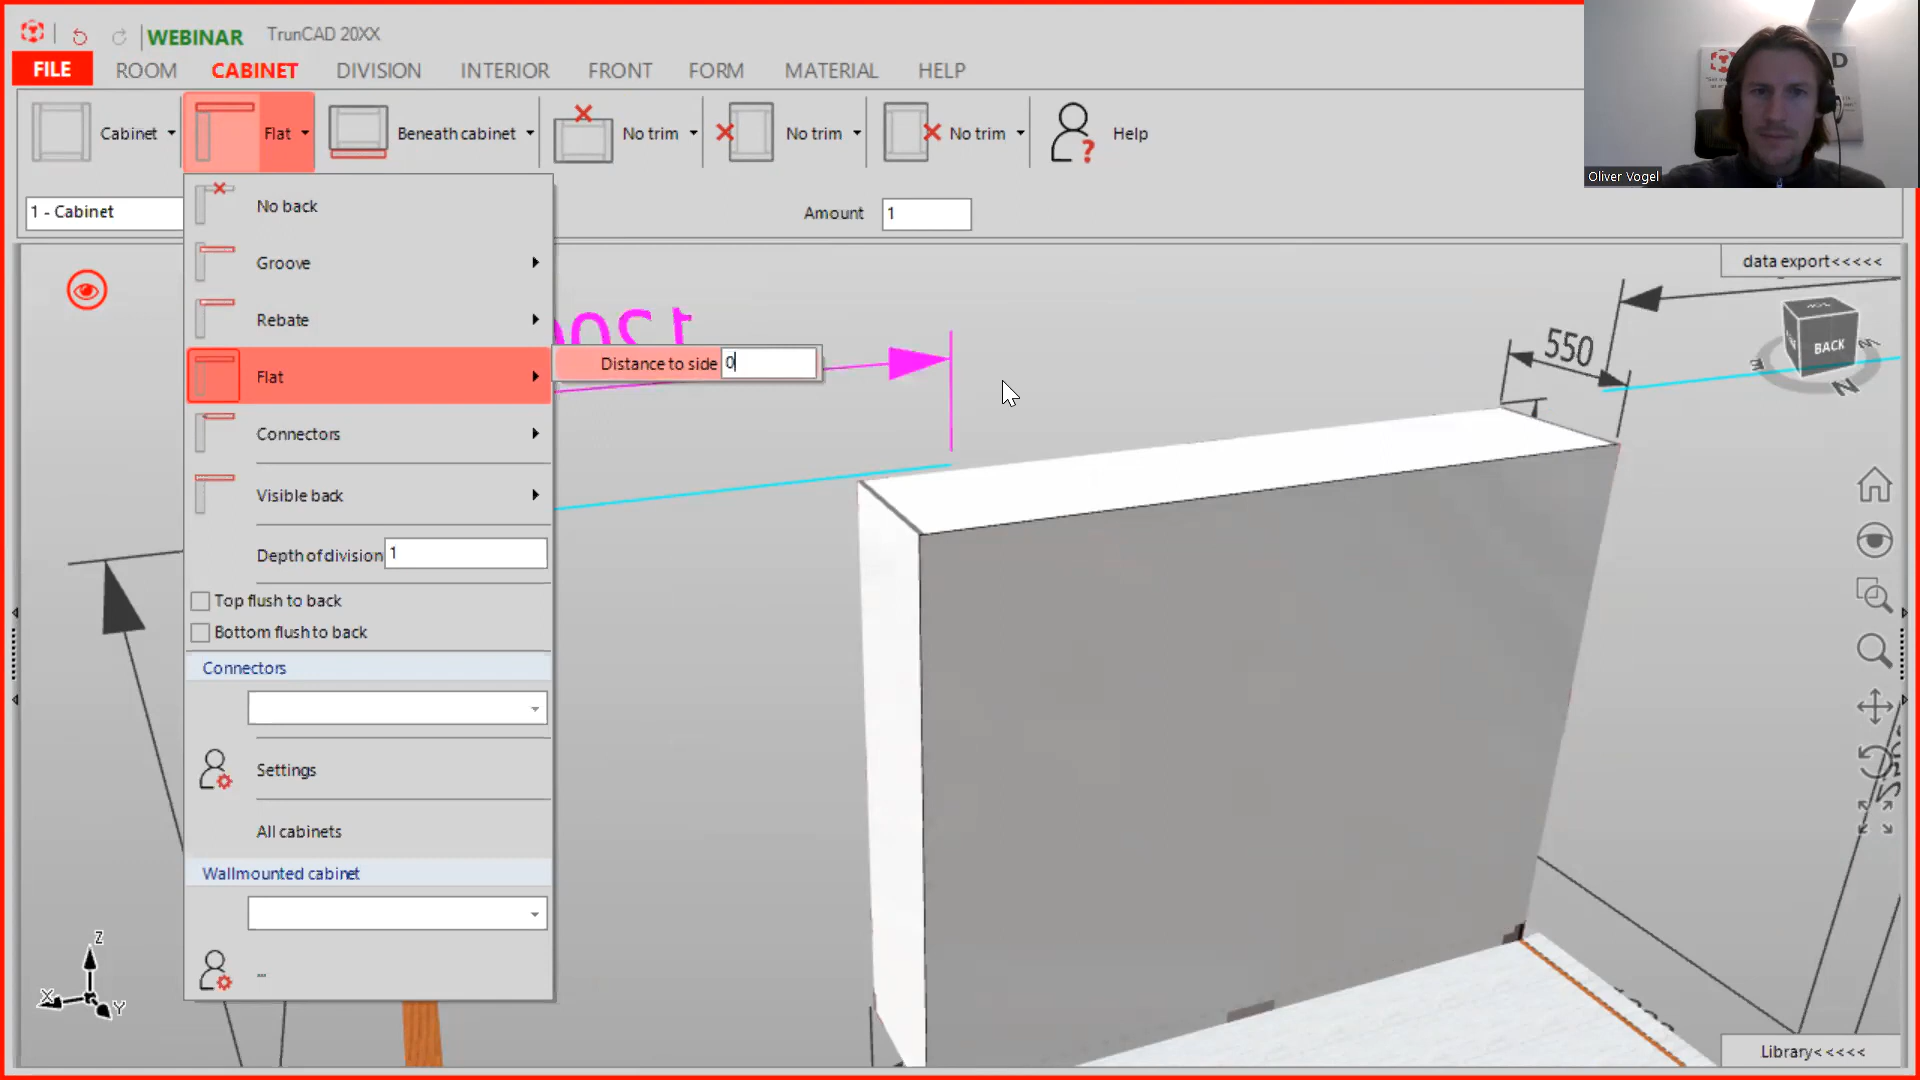 WEBINAR TrunCAD 20XX
FILE ROOM CABINET DIVISION INTERIOR FRONT FORM MATERIAL HELP
Cabinet Flat Beneath cabinet No trim No trim No trim Help
Oliver Vogel
1 - Cabinet Amount 1
No back
Groove
Rebate
Flat
Distance to side 0
Connectors
Visible back
Depth of division 1
Top flush to back
Bottom flush to back
Connectors
Settings
All cabinets
Wallmounted cabinet
...
data export<<<<<
550
BACK
N
Z
X
Y
Library<<<<<